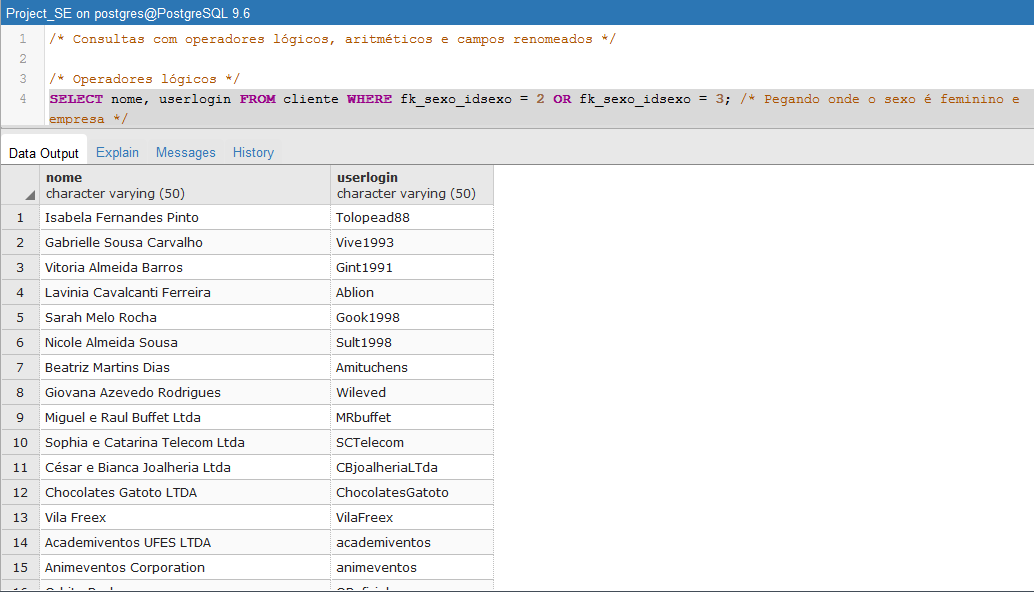 Project_SE on postgres@PostgreSQL 9.6
1 /* Consultas com operadores lógicos, aritméticos e campos renomeados */
2
3 /* Operadores lógicos */
4 SELECT nome, userlogin FROM cliente WHERE fk_sexo_idsexo = 2 OR fk_sexo_idsexo = 3; /* Pegando onde o sexo é feminino e
empresa */
Data Output Explain Messages History
nome userlogin
character varying (50) character varying (50)
1 Isabela Fernandes Pinto Tolopead88
2 Gabrielle Sousa Carvalho Vive1993
3 Vitoria Almeida Barros Gint1991
4 Lavinia Cavalcanti Ferreira Ablion
5 Sarah Melo Rocha Gook1998
6 Nicole Almeida Sousa Sult1998
7 Beatriz Martins Dias Amituchens
8 Giovana Azevedo Rodrigues Wileved
9 Miguel e Raul Buffet Ltda MRbuffet
10 Sophia e Catarina Telecom Ltda SCTelecom
11 César e Bianca Joalheria Ltda CBjoalheriaLTda
12 Chocolates Gatoto LTDA ChocolatesGatoto
13 Vila Freex VilaFreex
14 Academiventos UFES LTDA academiventos
15 Animeventos Corporation animeventos